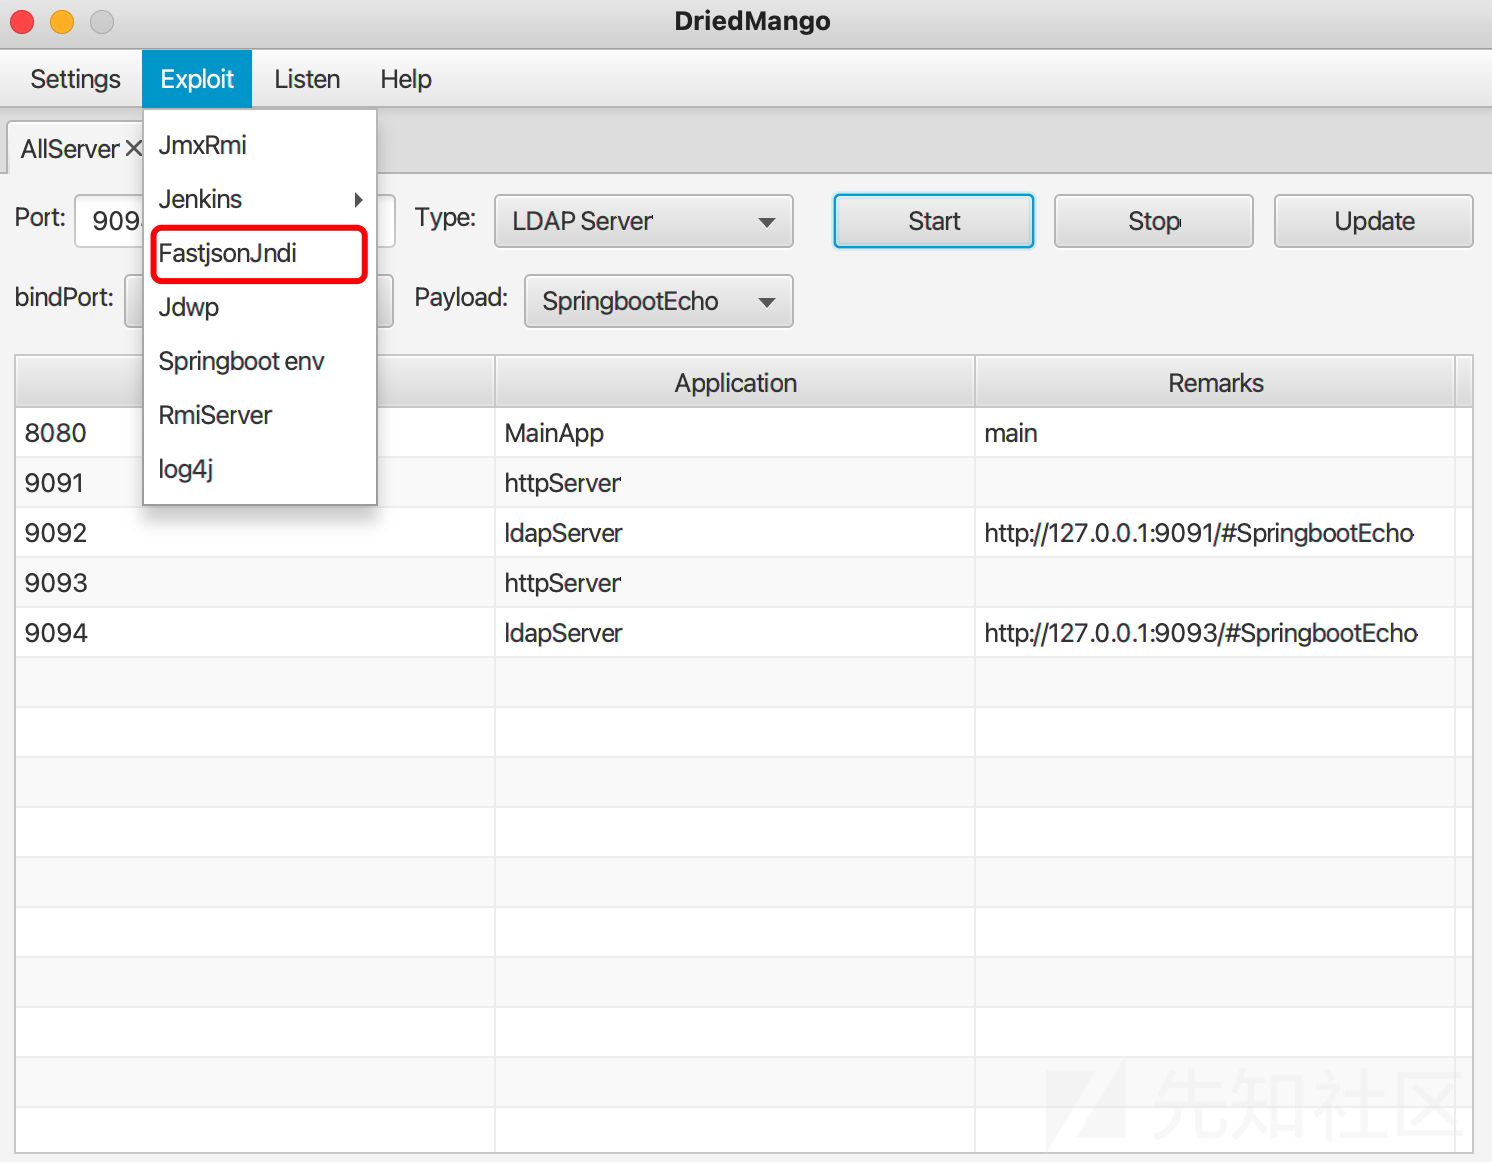 DriedMango
Settings Exploit Listen Help
AllServer
JmxRmi
Jenkins
FastjsonJndi
Jdwp
Springboot env
RmiServer
log4j
Port: Type: LDAP Server Start Stop Update
bindPort: Payload: SpringbootEcho
Application Remarks
8080 MainApp main
9091 httpServer
9092 ldapServer http://127.0.0.1:9091/#SpringbootEcho
9093 httpServer
9094 ldapServer http://127.0.0.1:9093/#SpringbootEcho
先知社区